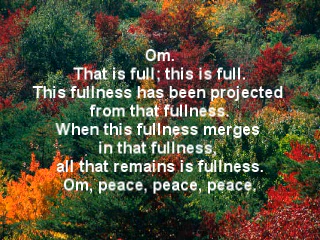 Om.
That is full; this is full.
This fullness has been projected
from that fullness.
When this fullness merges
in that fullness,
all that remains is fullness.
Om, peace, peace, peace.